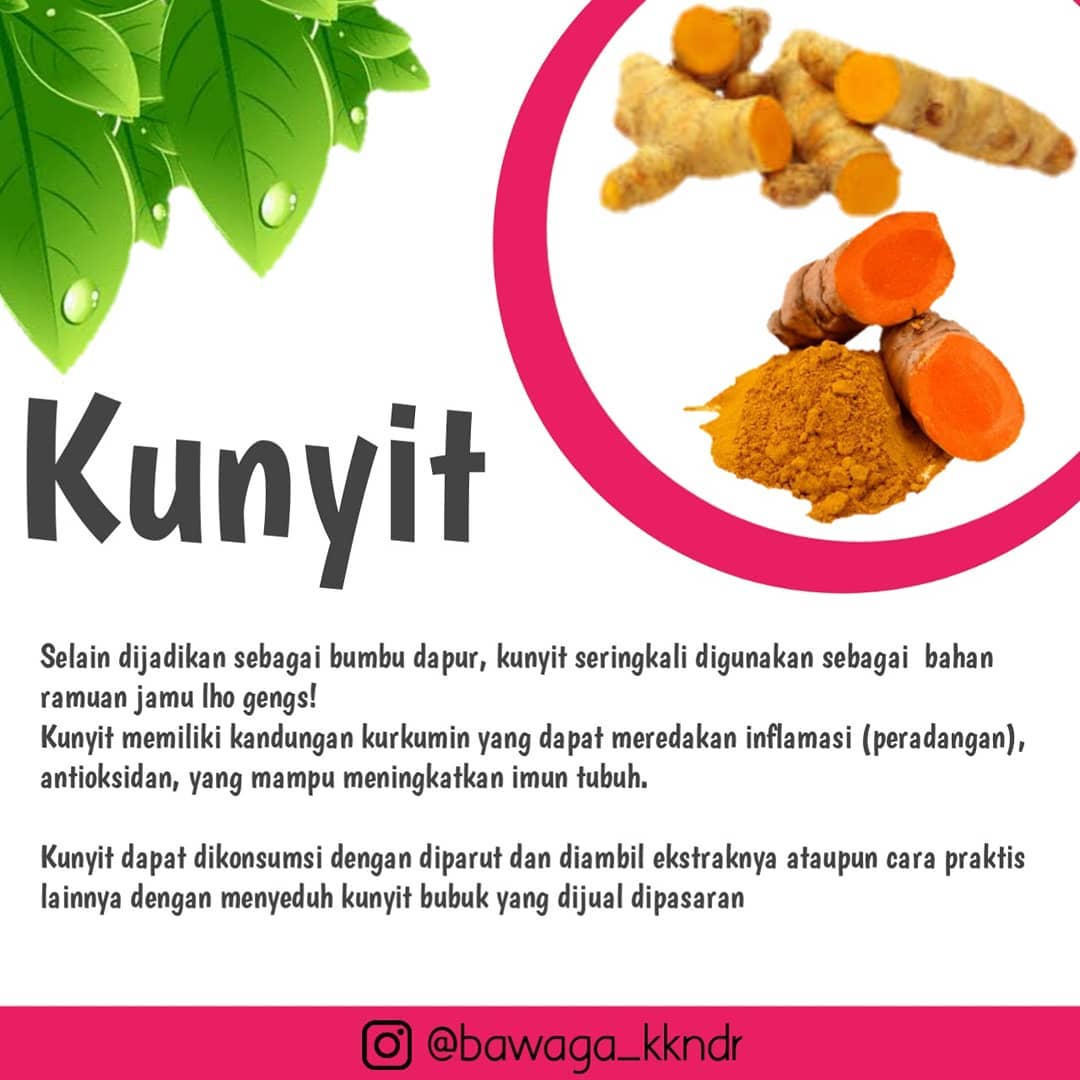 Kunyit
Selain dijadikan sebagai bumbu dapur, kunyit seringkali digunakan sebagai bahan
ramuan jamu lho gengs!
Kunyit memiliki kandungan kurkumin yang dapat meredakan inflamasi (peradangan),
antioksidan, yang mampu meningkatkan imun tubuh.
Kunyit dapat dikonsumsi dengan diparut dan diambil ekstraknya ataupun cara praktis
lainnya dengan menyeduh kunyit bubuk yang dijual dipasaran
@bawaga_kkndr